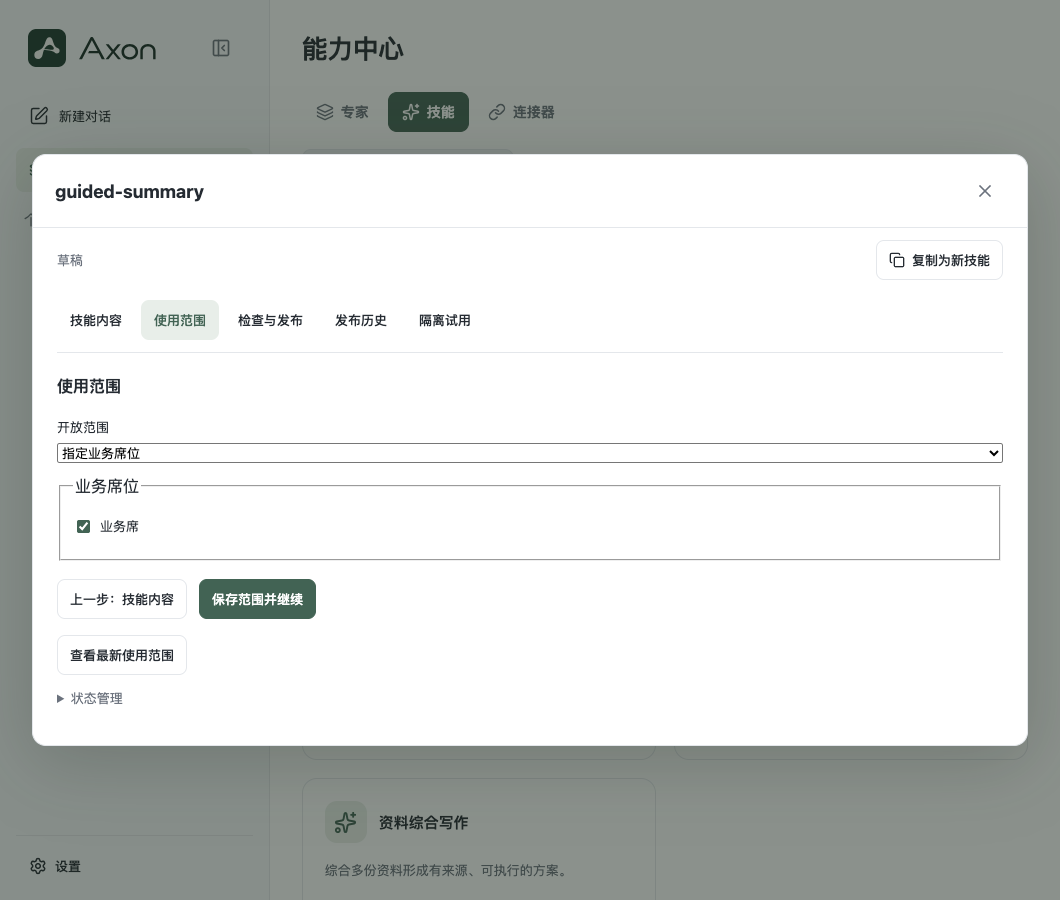 Axon
能力中心
新建对话
专家
技能
连接器
guided-summary
草稿
复制为新技能
技能内容
使用范围
检查与发布
发布历史
隔离试用
使用范围
开放范围
指定业务席位
业务席位
业务席
上一步：技能内容
保存范围并继续
查看最新使用范围
状态管理
资料综合写作
综合多份资料形成有来源、可执行的方案。
设置